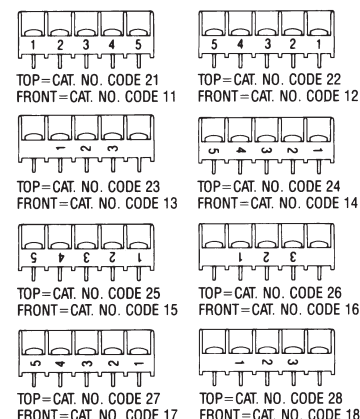 1 2 3 4 5
TOP=CAT. NO. CODE 21
FRONT=CAT. NO. CODE 11
5 4 3 2 1
TOP=CAT. NO. CODE 22
FRONT=CAT. NO. CODE 12
1 2 3
TOP=CAT. NO. CODE 23
FRONT=CAT. NO. CODE 13
5 4 3 2 1
TOP=CAT. NO. CODE 24
FRONT=CAT. NO. CODE 14
5 4 3 2 1
TOP=CAT. NO. CODE 25
FRONT=CAT. NO. CODE 15
1 2 3
TOP=CAT. NO. CODE 26
FRONT=CAT. NO. CODE 16
5 4 3 2 1
TOP=CAT. NO. CODE 27
FRONT=CAT. NO. CODE 17
1 2 3
TOP=CAT. NO. CODE 28
FRONT=CAT. NO. CODE 18